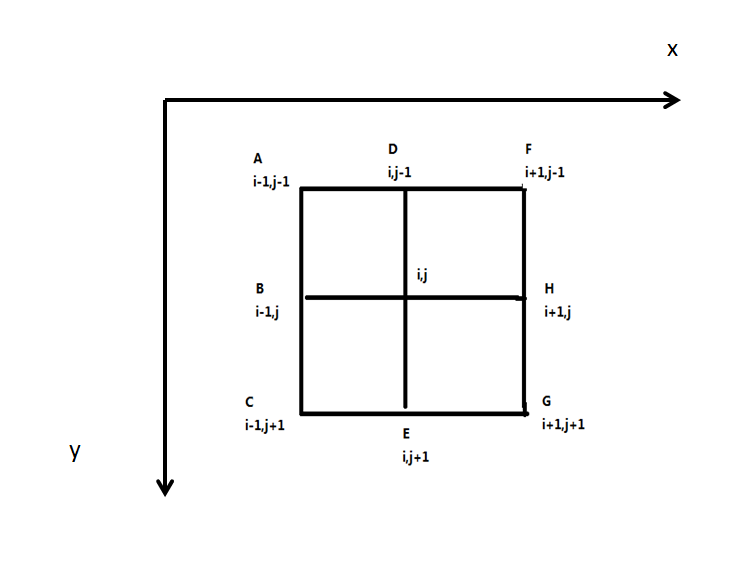 x
A
i-1,j-1
D
i,j-1
F
i+1,j-1
B
i-1,j
i,j
H
i+1,j
C
i-1,j+1
E
i,j+1
G
i+1,j+1
y